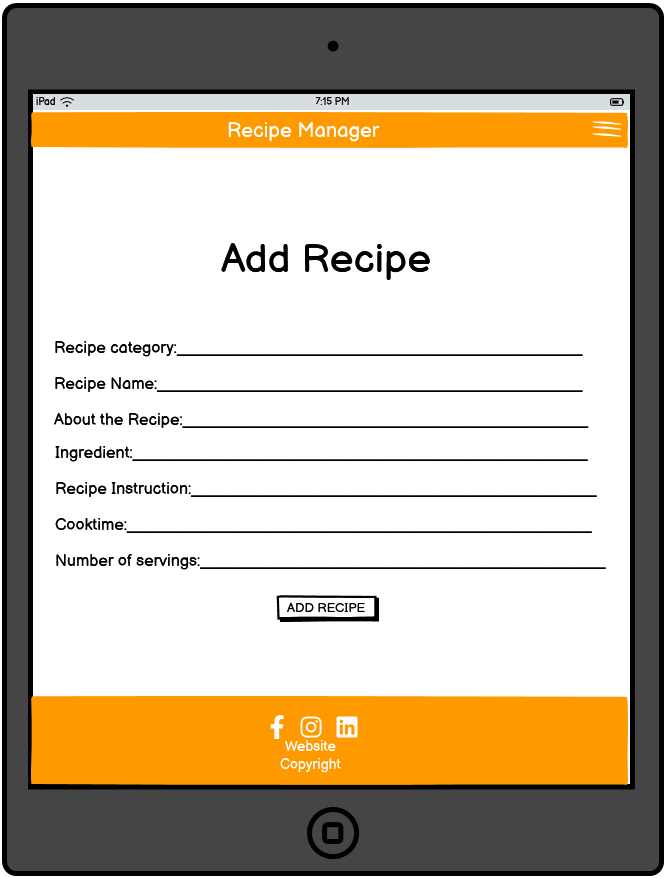 iPad 7:15 PM
Recipe Manager
Add Recipe
Recipe category:
Recipe Name:
About the Recipe:
Ingredient:
Recipe Instruction:
Cooktime:
Number of servings:
ADD RECIPE
f in
Website
Copyright